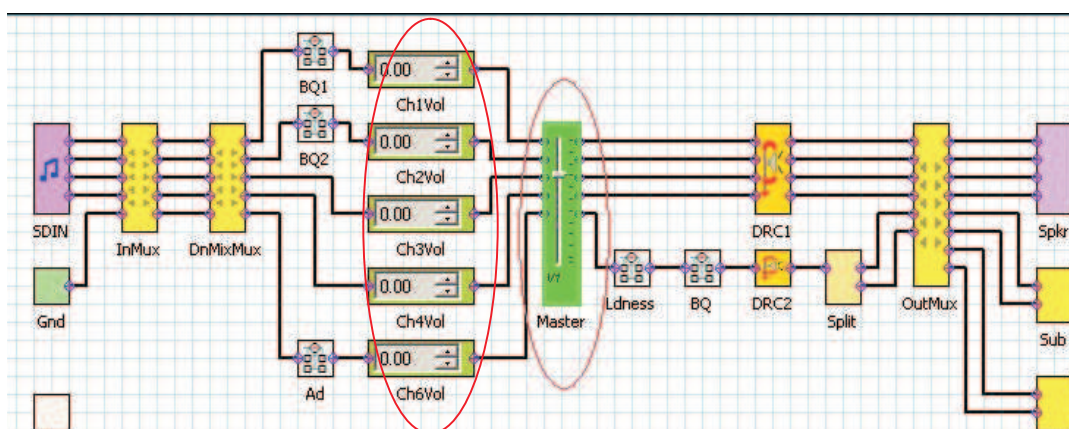 BQ1
0.00
Ch1Vol
BQ2
0.00
Ch2Vol
SDIN
InMux
DnMixMux
0.00
Ch3Vol
DRC1
Spkr
Gnd
0.00
Ch4Vol
Master
Ldness
BQ
DRC2
Split
OutMux
Sub
Ad
0.00
Ch6Vol